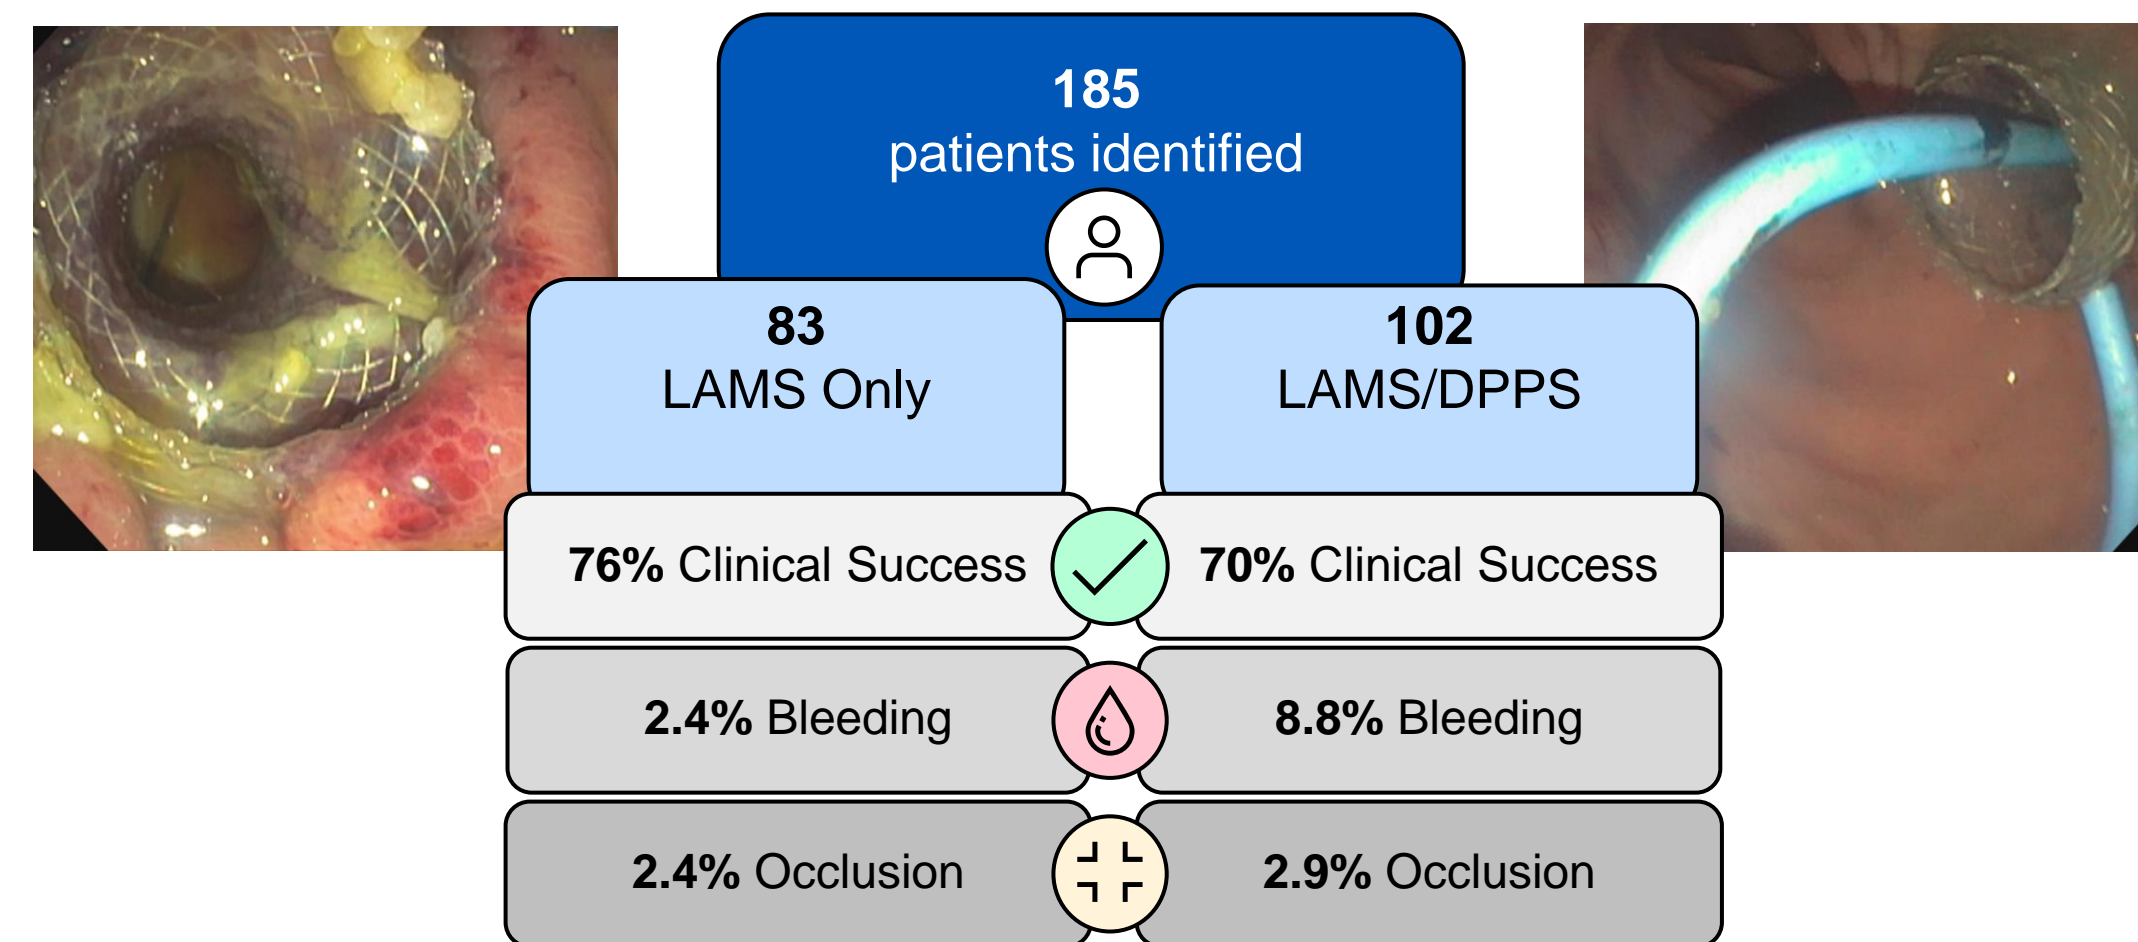 185
patients identified
83
LAMS Only
102
LAMS/DPPS
76% Clinical Success
70% Clinical Success
2.4% Bleeding
8.8% Bleeding
2.4% Occlusion
2.9% Occlusion